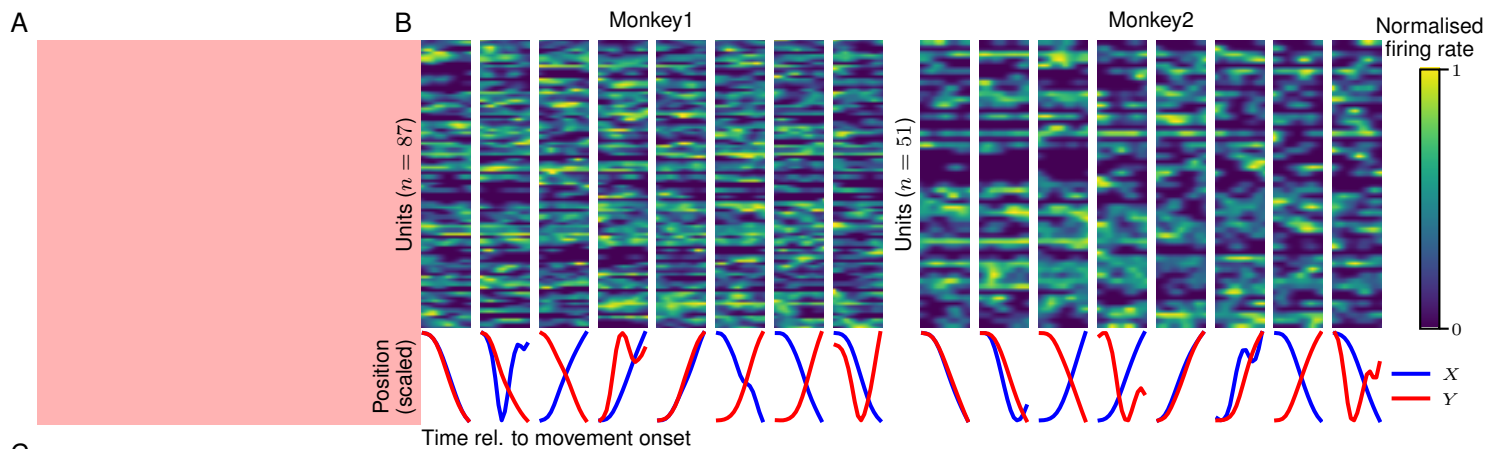 A
B
Monkey1
Monkey2
Normalised
firing rate
1
0
Units (n = 87)
Units (n = 51)
Position
(scaled)
X
Y
Time rel. to movement onset